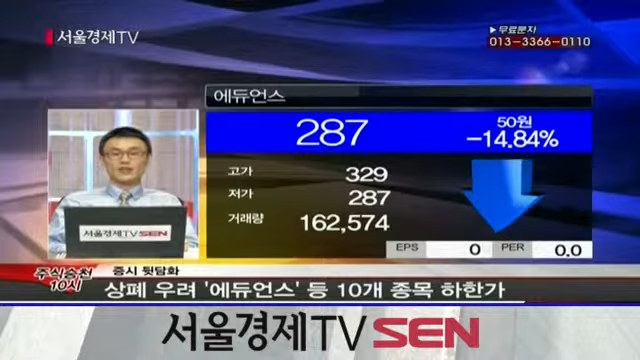 서울경제TV
▶무료문자
013-3366-0110
에듀언스
287
50원
-14.84%
고가 329
저가 287
거래량 162,574
EPS 0 PER 0.0
서울경제TV SEN
주식승천 10시
증시 뒷담화
상폐 우려 '에듀언스' 등 10개 종목 하한가
서울경제TV SEN